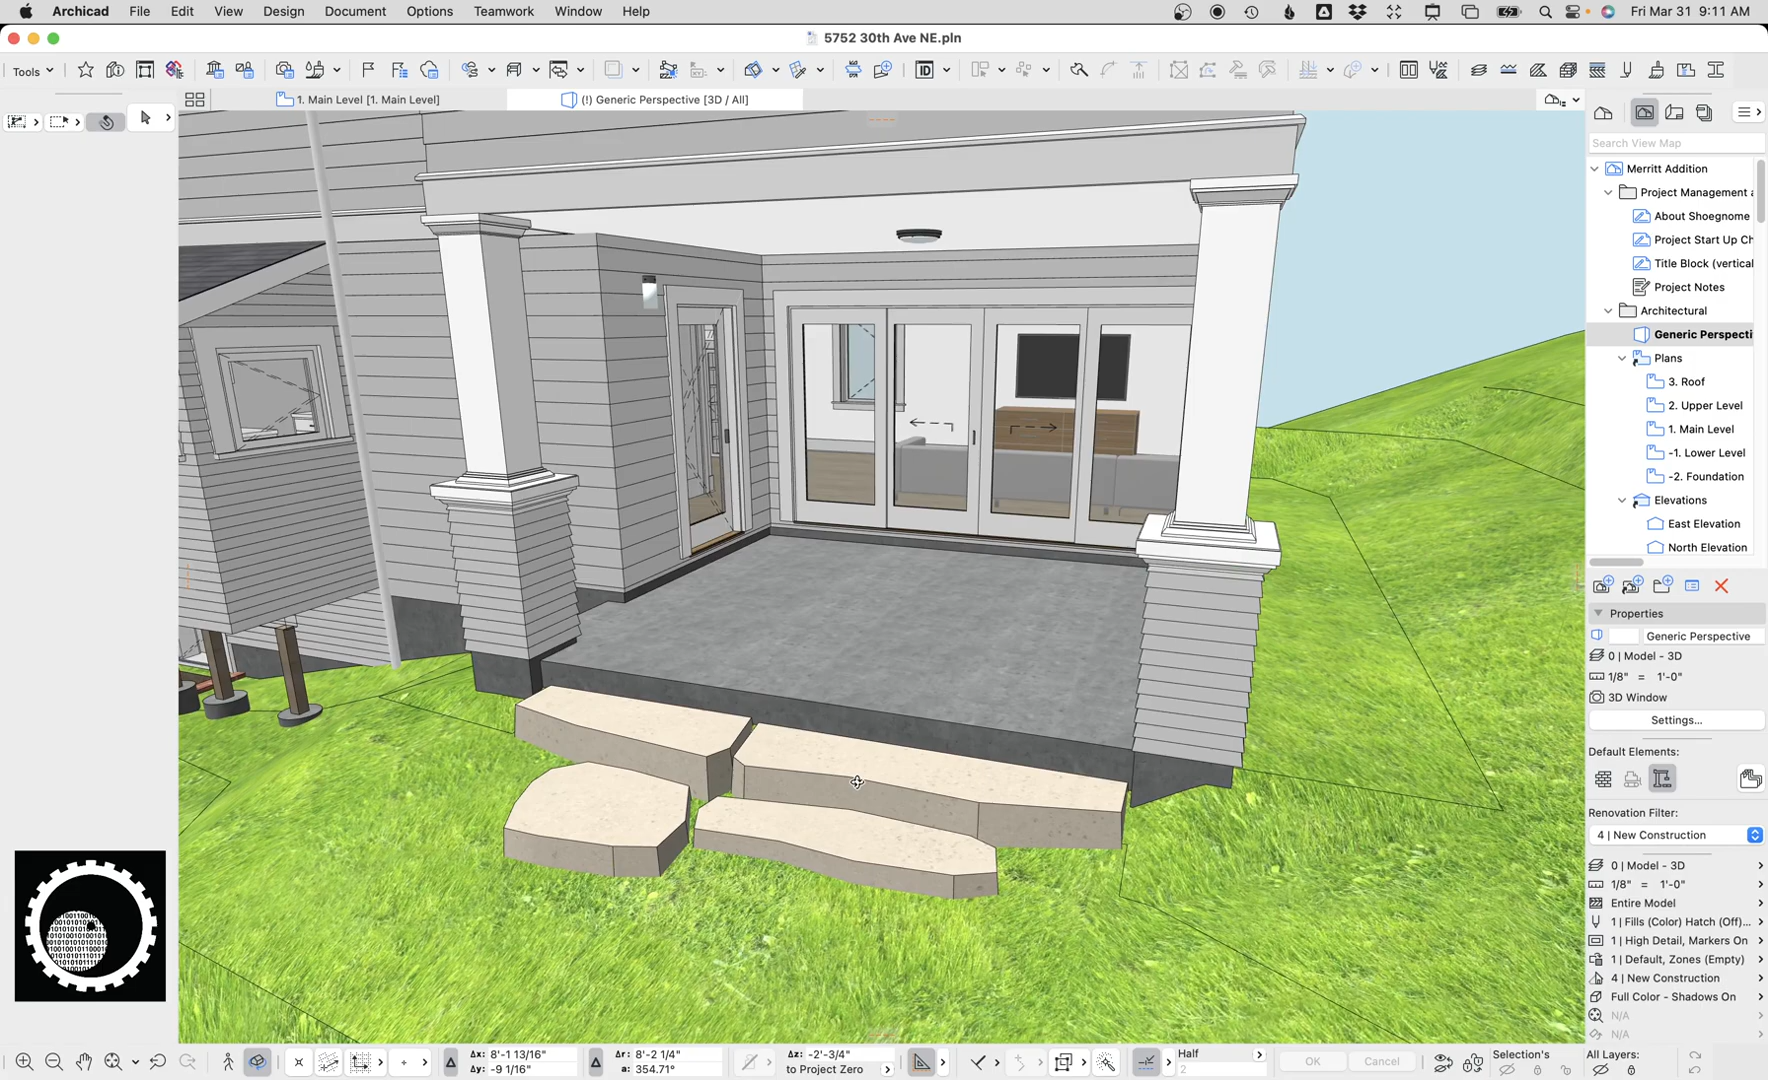 Archicad File Edit View Design Document Options Teamwork Window Help
Fri Mar 31 9:11 AM
5752 30th Ave NE.pln
Tools
ID
1. Main Level [1. Main Level]
(!) Generic Perspective [3D / All]
Search View Map
Merritt Addition
Project Management a
About Shoegnome
Project Start Up Ch
Title Block (vertical
Project Notes
Architectural
Generic Perspecti
Plans
3. Roof
2. Upper Level
1. Main Level
-1. Lower Level
-2. Foundation
Elevations
East Elevation
North Elevation
Properties
Generic Perspective
0 | Model - 3D
1/8" = 1'-0"
3D Window
Settings...
Default Elements:
Renovation Filter:
4 | New Construction
0 | Model - 3D
1/8" = 1'-0"
Entire Model
1 | Fills (Color) Hatch (Off)...
1 | High Detail, Markers On
1 | Default, Zones (Empty)
4 | New Construction
Full Color - Shadows On
N/A
N/A
Δx: 8'-1 13/16"
Δy: -9 1/16"
Δr: 8'-2 1/4"
a: 354.71°
Δz: -2'-3/4"
to Project Zero
Half
2
OK
Cancel
Selection's
All Layers: